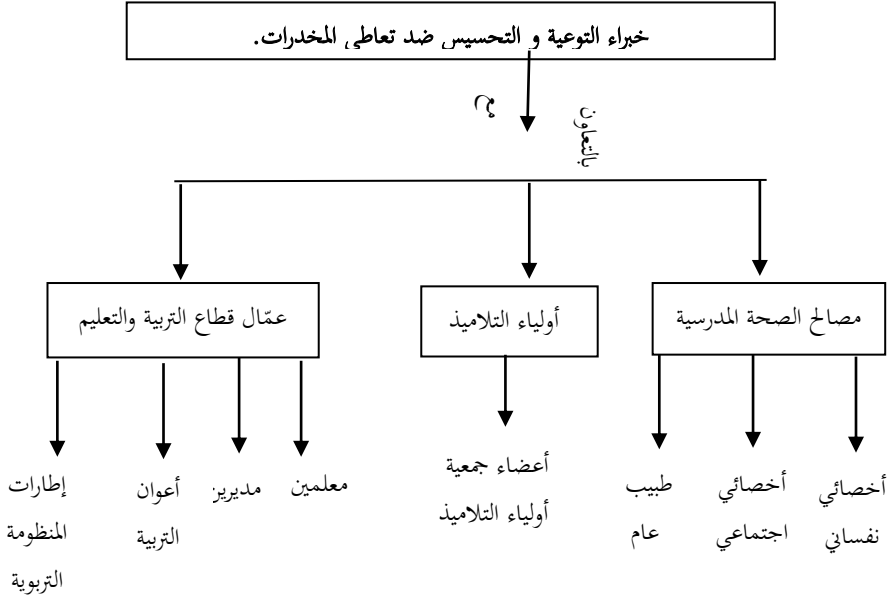 خبراء التوعية و التحسيس ضد تعاطي المخدرات.
بالتعاون
مع
مصالح الصحة المدرسية
أولياء التلاميذ
عمّال قطاع التربية والتعليم
أخصائي
نفساني
أخصائي
اجتماعي
طبيب
عام
أعضاء جمعية
أولياء التلاميذ
معلمين
مديرين
أعوان
التربية
إطارات
المنظومة
التربوية